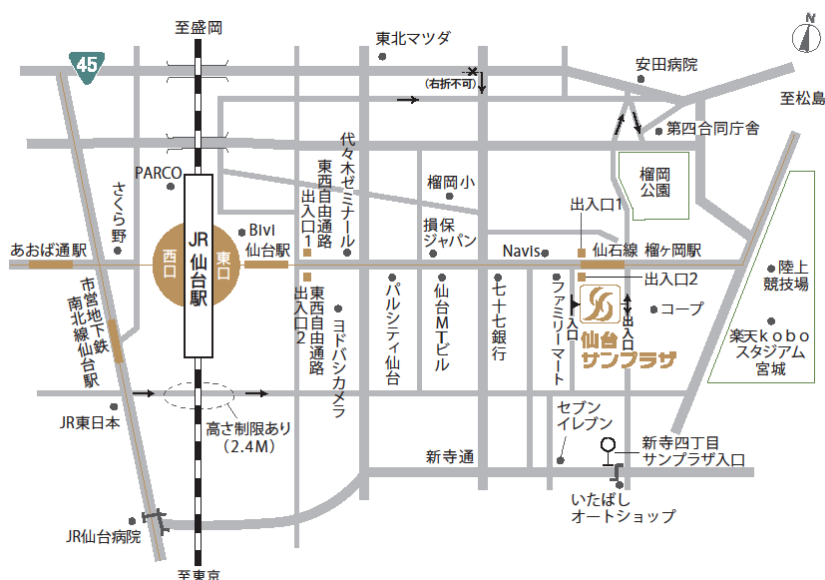 至盛岡
N
45
東北マツダ
(右折不可)
安田病院
至松島
第四合同庁舎
代々木ゼミナール
東西自由通路
出入口1
PARCO
さくら野
榴岡小
榴岡
公園
出入口1
BIVI
仙台駅
損保
ジャパン
Navis
仙石線 榴ヶ岡駅
あおば通駅
西口
JR仙台駅
東口
出入口2
陸上
競技場
市営地下鉄
南北線仙台駅
東西自由通路
出入口2
ヨドバシカメラ
パルシティ仙台
仙台MTビル
七十七銀行
ファミリーマート
入口
出入口
コープ
仙台
サンプラザ
楽天kobo
スタジアム
宮城
JR東日本
高さ制限あり
(2.4M)
セブン
イレブン
新寺通
新寺四丁目
サンプラザ入口
いたばし
オートショップ
JR仙台病院
至東京